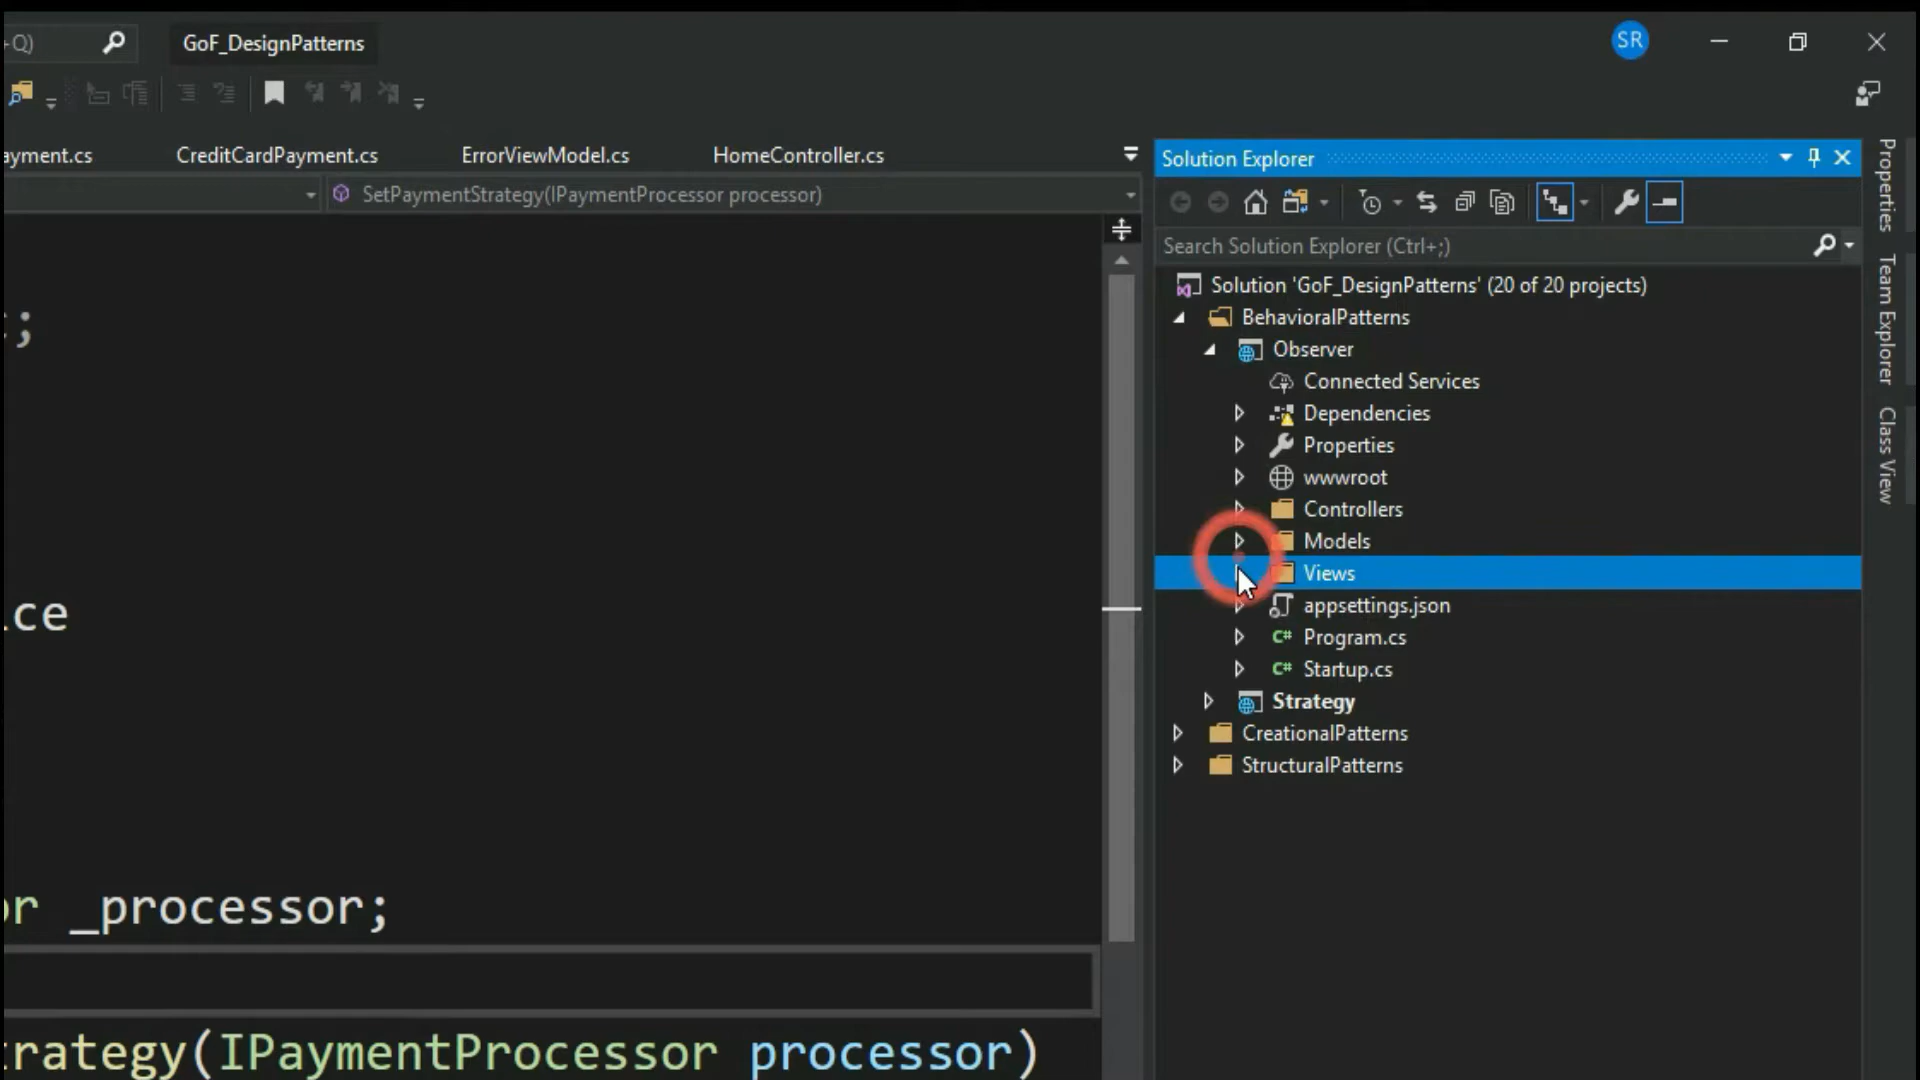 +Q)
GoF_DesignPatterns
SR
ayment.cs
CreditCardPayment.cs
ErrorViewModel.cs
HomeController.cs
SetPaymentStrategy(IPaymentProcessor processor)
;
ice
or _processor;
trategy(IPaymentProcessor processor)
Solution Explorer
Search Solution Explorer (Ctrl+;)
Solution 'GoF_DesignPatterns' (20 of 20 projects)
BehavioralPatterns
Observer
Connected Services
Dependencies
Properties
wwwroot
Controllers
Models
Views
appsettings.json
C# Program.cs
C# Startup.cs
Strategy
CreationalPatterns
StructuralPatterns
Properties
Team Explorer
Class View